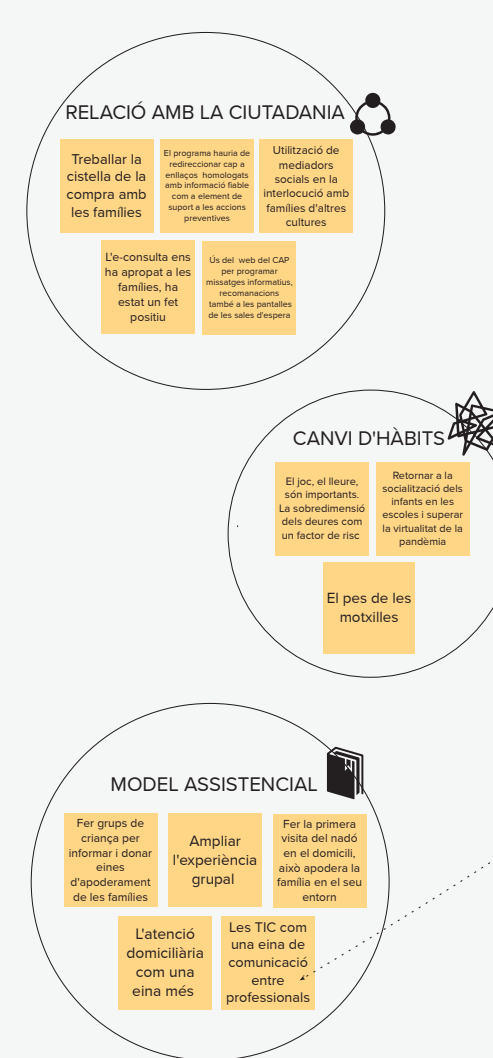 RELACIÓ AMB LA CIUTADANIA
Treballar la
cistella de la
compra amb
les famílies
El programa hauria de
redireccionar cap a
enllaços homologats
amb informació fiable
com a element de
suport a les accions
preventives
Utilització de
mediadors
socials en la
interlocució amb
famílies d'altres
cultures
L'e-consulta ens
ha apropat a les
famílies, ha
estat un fet
positiu
Ús del web del CAP
per programar
missatges informatius,
recomanacions
també a les pantalles
de les sales d'espera
CANVI D'HÀBITS
El joc, el lleure,
són importants.
La sobredimensió
dels deures com
un factor de risc
Retornar a la
socialització dels
infants en les
escoles i superar
la virtualitat de la
pandèmia
El pes de les
motxilles
MODEL ASSISTENCIAL
Fer grups de
criança per
informar i donar
eines
d'apoderament
de les famílies
Ampliar
l'experiència
grupal
Fer la primera
visita del nadó
en el domicili,
això apodera la
família en el seu
entorn
L'atenció
domiciliària
com una
eina més
Les TIC com
una eina de
comunicació
entre
professionals